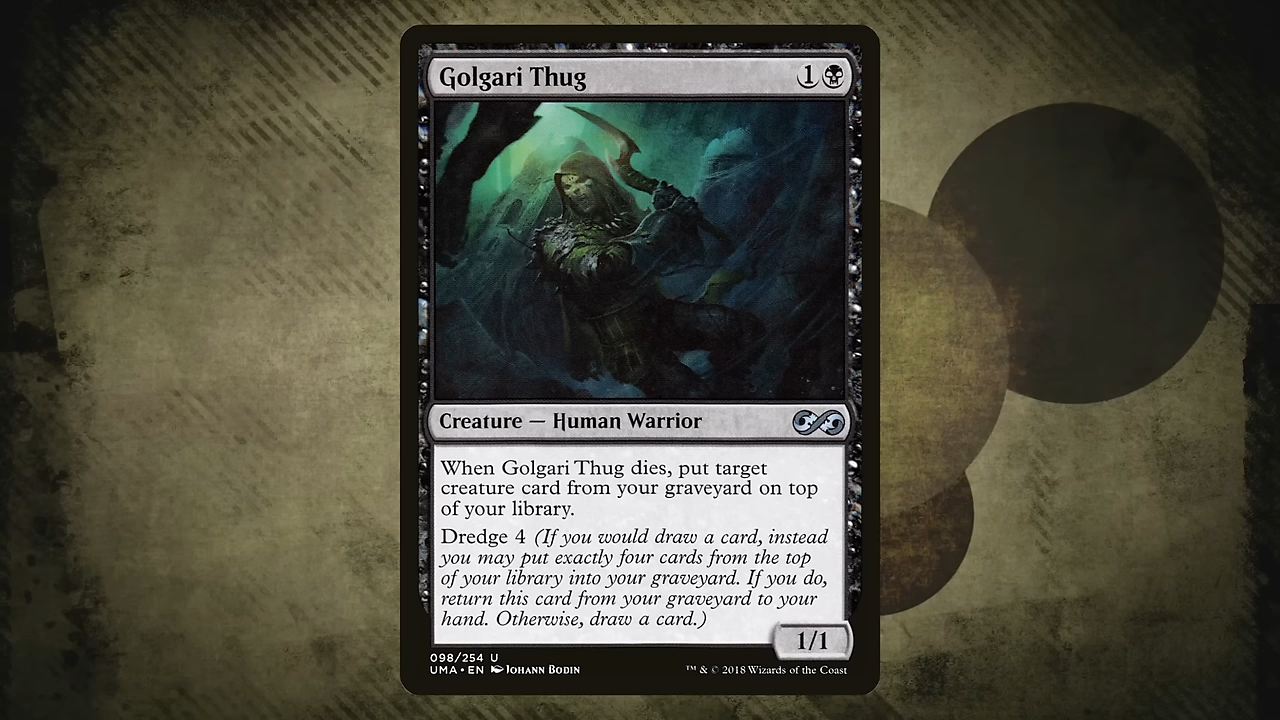 Golgari Thug 1
Creature — Human Warrior
When Golgari Thug dies, put target
creature card from your graveyard on top
of your library.
Dredge 4 (If you would draw a card, instead
you may put exactly four cards from the top
of your library into your graveyard. If you do,
return this card from your graveyard to your
hand. Otherwise, draw a card.)
1/1
098/254 U
UMA • EN Johann Bodin
™ & © 2018 Wizards of the Coast